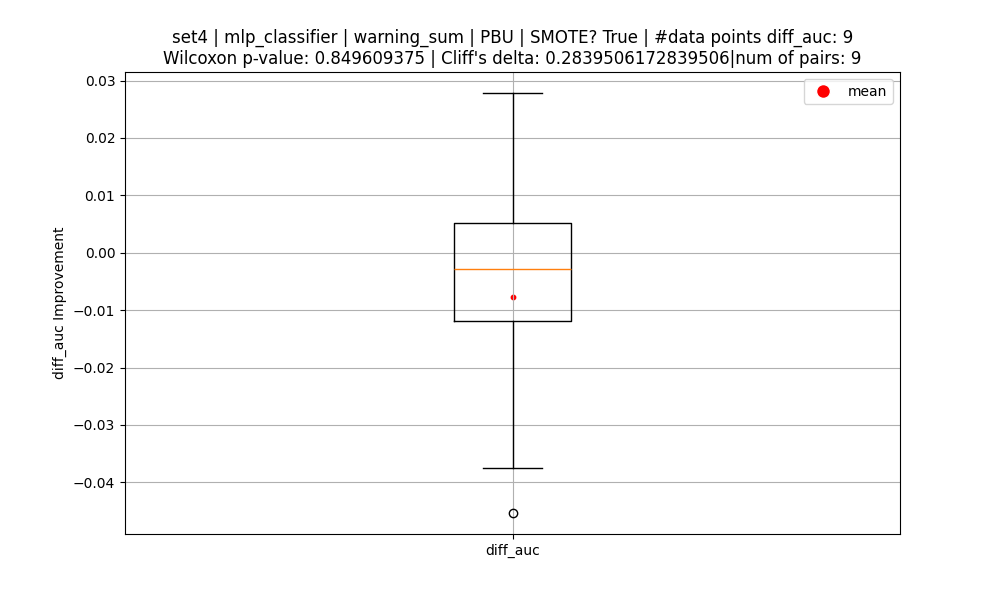 set4 | mlp_classifier | warning_sum | PBU | SMOTE? True | #data points diff_auc: 9
Wilcoxon p-value: 0.849609375 | Cliff's delta: 0.2839506172839506|num of pairs: 9
mean
0.03
0.02
0.01
0.00
−0.01
−0.02
−0.03
−0.04
diff_auc Improvement
diff_auc